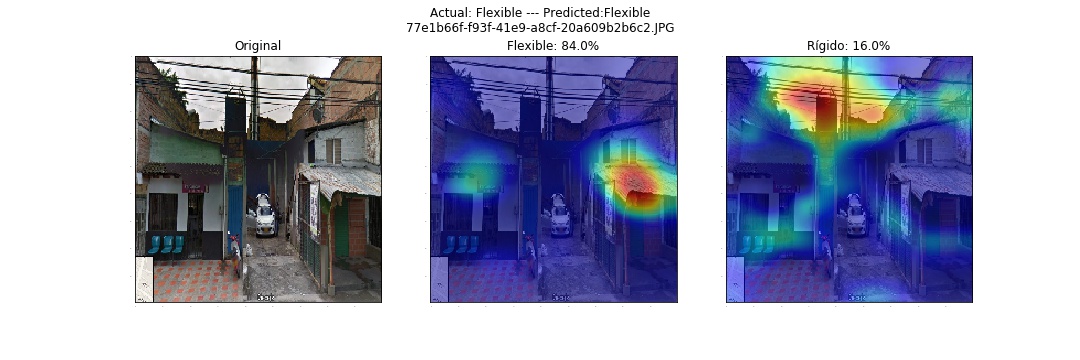 Actual: Flexible --- Predicted:Flexible
77e1b66f-f93f-41e9-a8cf-20a609b2b6c2.JPG
Original
Flexible: 84.0%
Rígido: 16.0%